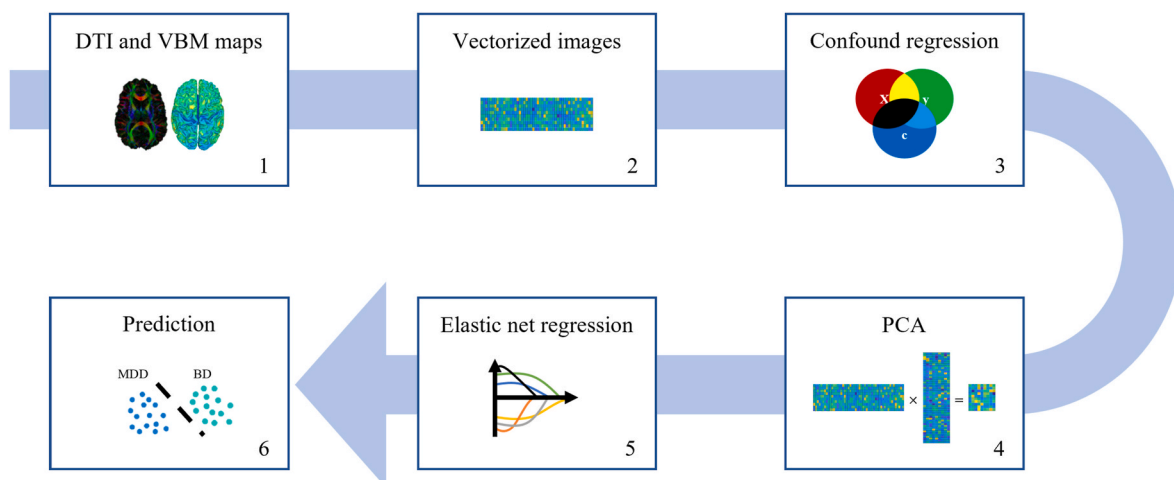 DTI and VBM maps
1
Vectorized images
2
Confound regression
X
y
c
3
PCA
× =
4
Elastic net regression
5
Prediction
MDD
BD
6